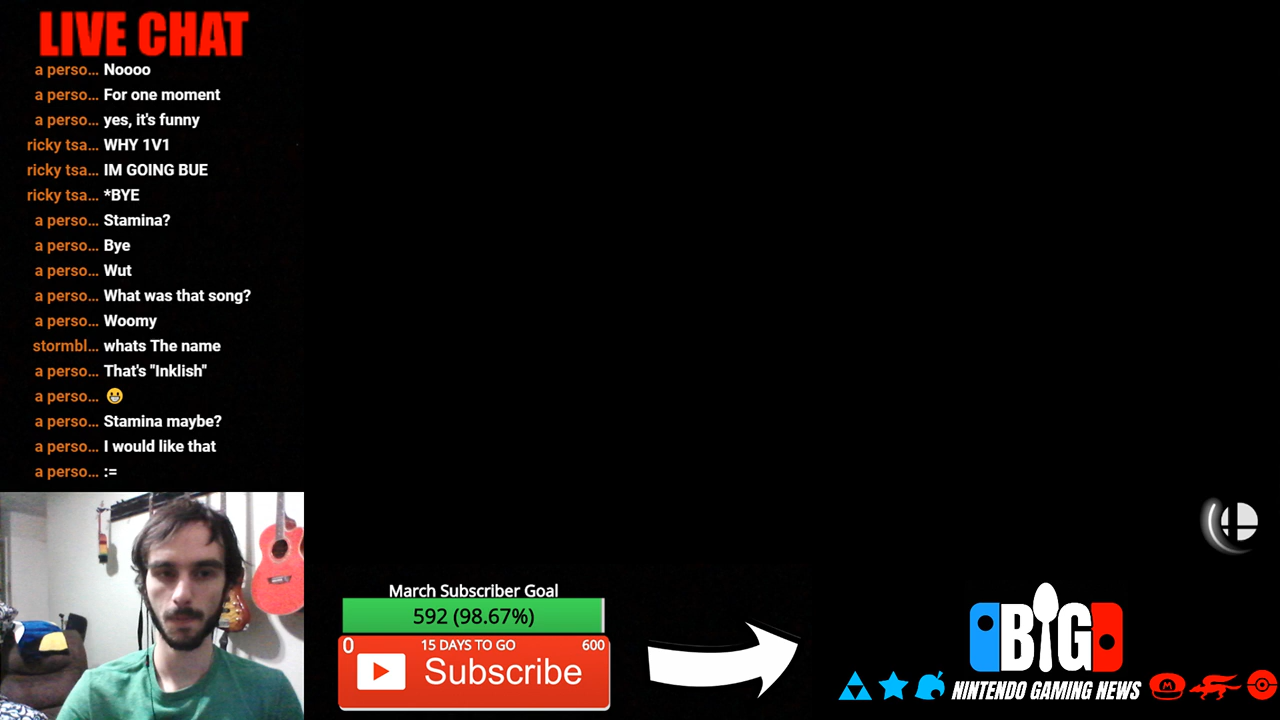 LIVE CHAT
a perso... Noooo
a perso... For one moment
a perso... yes, it's funny
ricky tsa... WHY 1V1
ricky tsa... IM GOING BUE
ricky tsa... *BYE
a perso... Stamina?
a perso... Bye
a perso... Wut
a perso... What was that song?
a perso... Woomy
stormbl... whats The name
a perso... That's "Inklish"
a perso... 😀
a perso... Stamina maybe?
a perso... I would like that
a perso... :=
March Subscriber Goal
592 (98.67%)
0 15 DAYS TO GO 600
Subscribe
BIG
NINTENDO GAMING NEWS
M